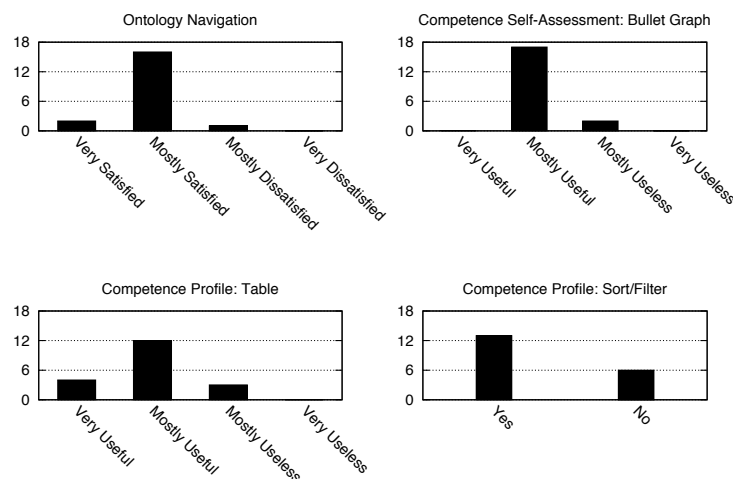 Ontology Navigation
18
12
6
0
Very Satisfied
Mostly Satisfied
Mostly Dissatisfied
Very Dissatisfied
Competence Self-Assessment: Bullet Graph
18
12
6
0
Very Useful
Mostly Useful
Mostly Useless
Very Useless
Competence Profile: Table
18
12
6
0
Very Useful
Mostly Useful
Mostly Useless
Very Useless
Competence Profile: Sort/Filter
18
12
6
0
Yes
No